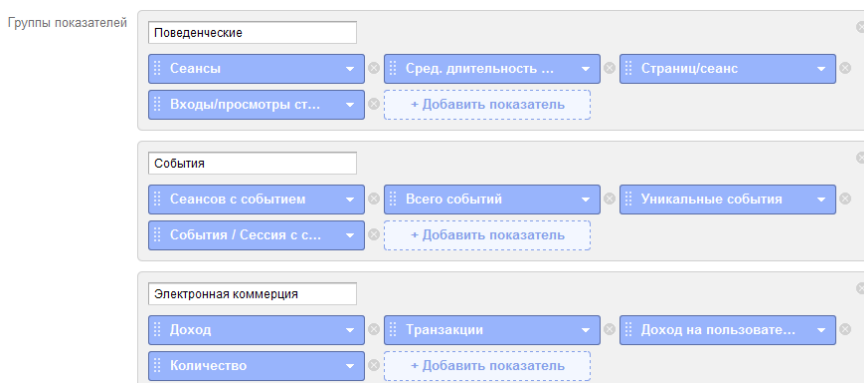 Группы показателей
Поведенческие
Сеансы Сред. длительность ... Страниц/сеанс
Входы/просмотры ст... + Добавить показатель
События
Сеансов с событием Всего событий Уникальные события
События / Сессия с с... + Добавить показатель
Электронная коммерция
Доход Транзакции Доход на пользовате...
Количество + Добавить показатель